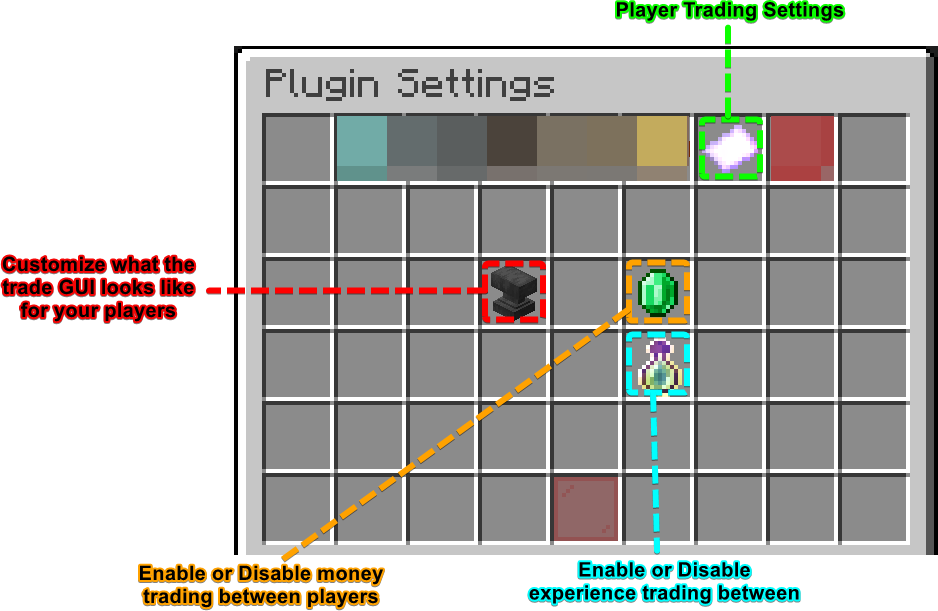 Player Trading Settings
Plugin Settings
Customize what the
trade GUI looks like
for your players
Enable or Disable money
trading between players
Enable or Disable
experience trading between